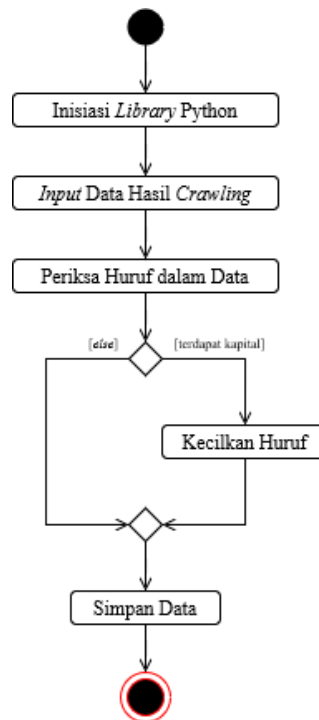 Inisiasi Library Python
Input Data Hasil Crawling
Periksa Huruf dalam Data
[else]
[terdapat kapital]
Kecilkan Huruf
Simpan Data